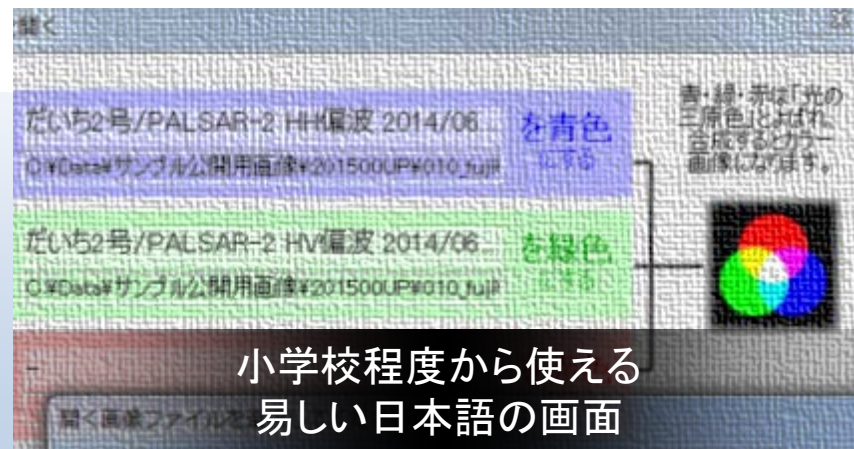 開く
だいち2号/PALSAR-2 HH偏波 2014/06...
を青色
にする
C:¥Data¥サンプル公開用画像¥201500UP¥010_fuji
青・緑・赤は「光の
三原色」とよばれ、
合成するとカラー
画像になります。
だいち2号/PALSAR-2 HV偏波 2014/06...
を緑色
にする
C:¥Data¥サンプル公開用画像¥201500UP¥010_fuji
小学校程度から使える
易しい日本語の画面
開く画像ファイルを